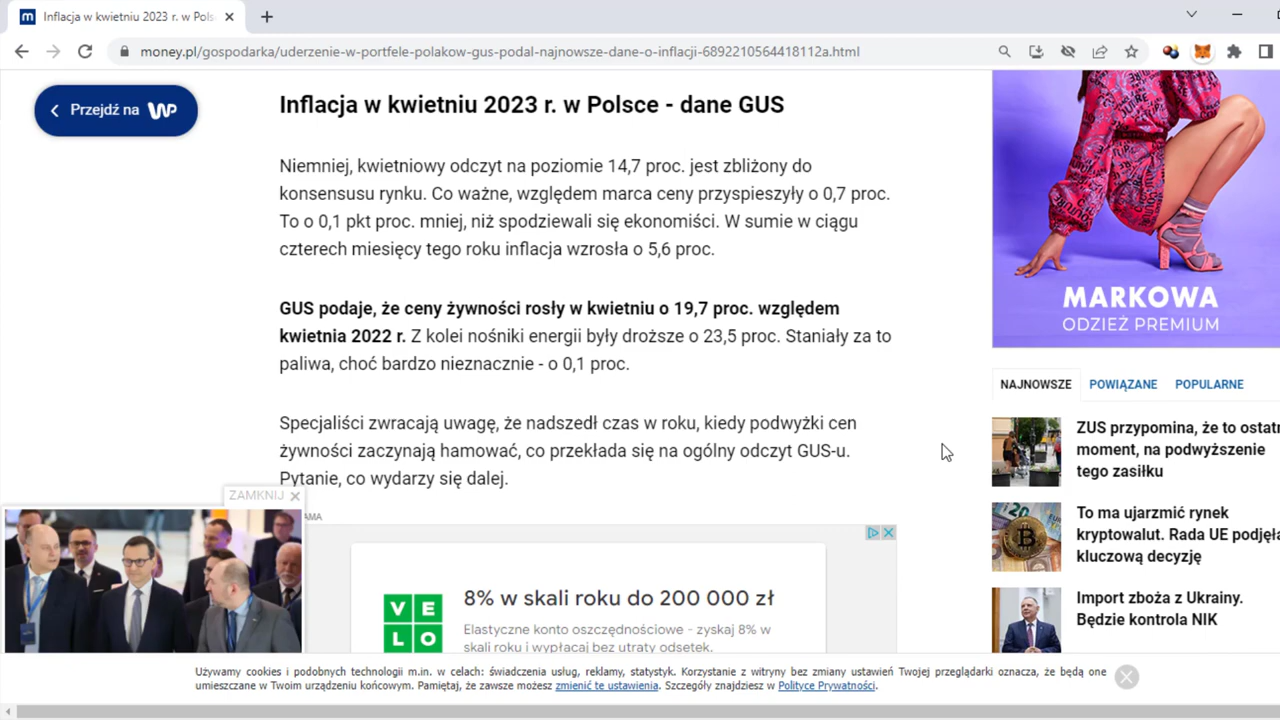 m Inflacja w kwietniu 2023 r. w Pols
money.pl/gospodarka/uderzenie-w-portfele-polakow-gus-podal-najnowsze-dane-o-inflacji-6892210564418112a.html
Przejdź na WP
Inflacja w kwietniu 2023 r. w Polsce - dane GUS
Niemniej, kwietniowy odczyt na poziomie 14,7 proc. jest zbliżony do
konsensusu rynku. Co ważne, względem marca ceny przyspieszyły o 0,7 proc.
To o 0,1 pkt proc. mniej, niż spodziewali się ekonomiści. W sumie w ciągu
czterech miesięcy tego roku inflacja wzrosła o 5,6 proc.
GUS podaje, że ceny żywności rosły w kwietniu o 19,7 proc. względem
kwietnia 2022 r. Z kolei nośniki energii były droższe o 23,5 proc. Staniały za to
paliwa, choć bardzo nieznacznie - o 0,1 proc.
Specjaliści zwracają uwagę, że nadszedł czas w roku, kiedy podwyżki cen
żywności zaczynają hamować, co przekłada się na ogólny odczyt GUS-u.
Pytanie, co wydarzy się dalej.
ZAMKNIJ
AMA
VE
LO
8% w skali roku do 200 000 zł
Elastyczne konto oszczędnościowe - zyskaj 8% w
skali roku i wypłacaj bez utraty odsetek.
MARKOWA
ODZIEŻ PREMIUM
NAJNOWSZE POWIĄZANE POPULARNE
ZUS przypomina, że to ostatn
moment, na podwyższenie
tego zasiłku
To ma ujarzmić rynek
kryptowalut. Rada UE podjęła
kluczową decyzję
Import zboża z Ukrainy.
Będzie kontrola NIK
Używamy cookies i podobnych technologii m.in. w celach: świadczenia usług, reklamy, statystyk. Korzystanie z witryny bez zmiany ustawień Twojej przeglądarki oznacza, że będą one
umieszczane w Twoim urządzeniu końcowym. Pamiętaj, że zawsze możesz zmienić te ustawienia. Szczegóły znajdziesz w Polityce Prywatności.